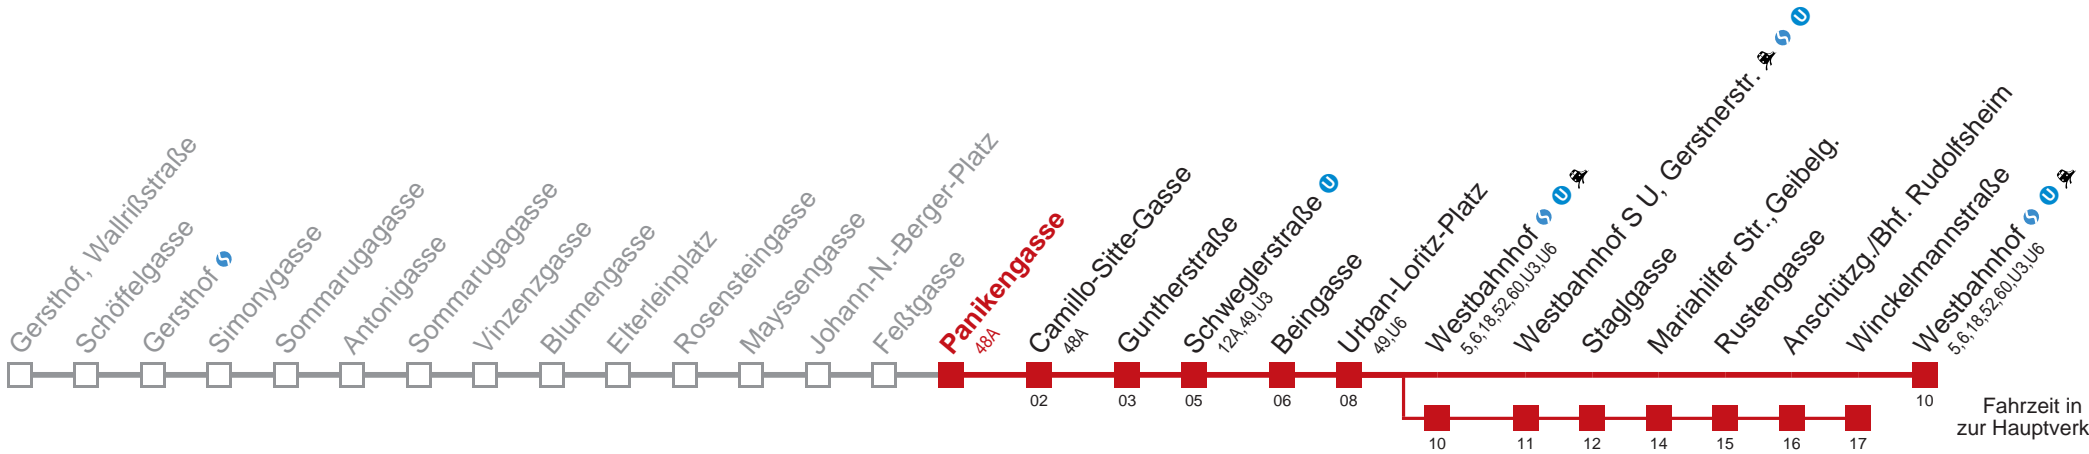 Gersthof, Wallrißstraße
Schöffelgasse
Gersthof S
Simonygasse
Sommarugagasse
Antonigasse
Sommarugagasse
Vinzenzgasse
Blumengasse
Elterleinplatz
Rosensteingasse
Mayssengasse
Johann-N.-Berger-Platz
Feßtgasse
Panikengasse
48A
Camillo-Sitte-Gasse
48A
Guntherstraße
Schweglerstraße U
12A,49,U3
Beingasse
Urban-Loritz-Platz
49,U6
Westbahnhof S U
5,6,18,52,60,U3,U6
Westbahnhof S U, Gerstnerstr. S U
Staglgasse
Mariahilfer Str., Geibelg.
Rustengasse
Anschützg./Bhf. Rudolfsheim
Winckelmannstraße
Westbahnhof S U
5,6,18,52,60,U3,U6
02
03
05
06
08
10
10
11
12
14
15
16
17
Fahrzeit in
zur Hauptverk